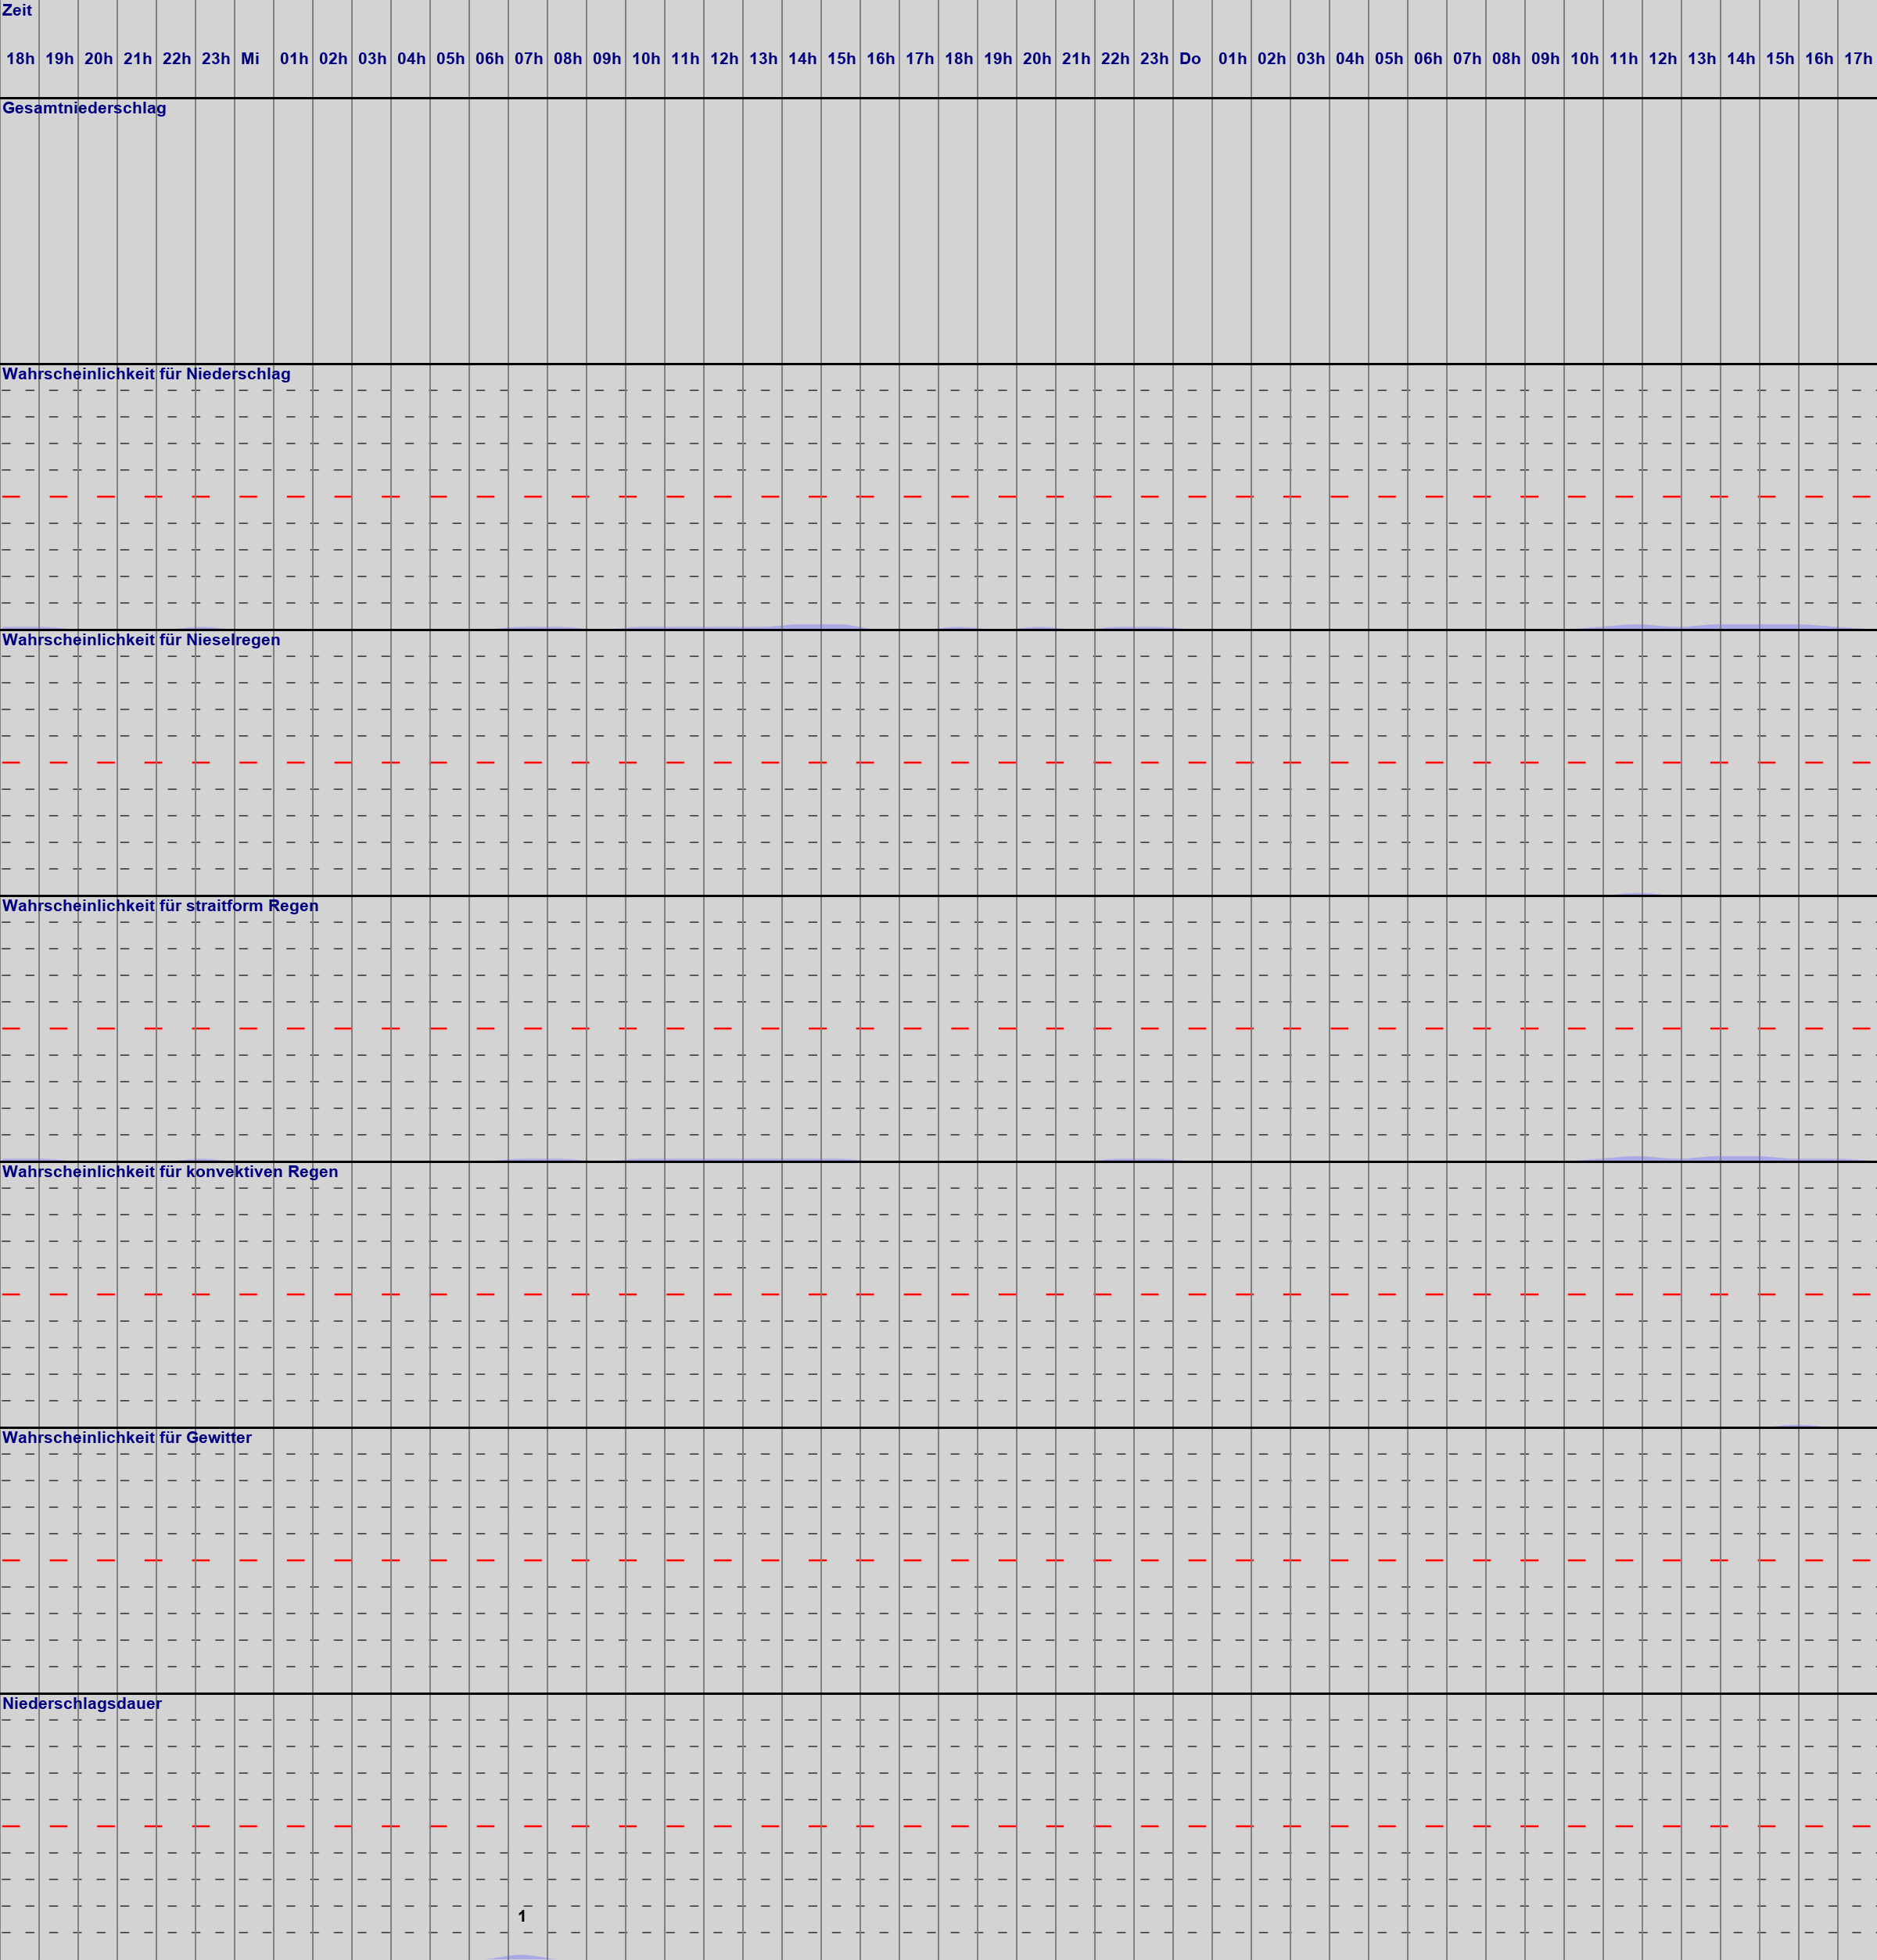 Zeit
18h 19h 20h 21h 22h 23h Mi 01h 02h 03h 04h 05h 06h 07h 08h 09h 10h 11h 12h 13h 14h 15h 16h 17h 18h 19h 20h 21h 22h 23h Do 01h 02h 03h 04h 05h 06h 07h 08h 09h 10h 11h 12h 13h 14h 15h 16h 17h
Gesamtniederschlag
Wahrscheinlichkeit für Niederschlag
Wahrscheinlichkeit für Nieselregen
Wahrscheinlichkeit für straitform Regen
Wahrscheinlichkeit für konvektiven Regen
Wahrscheinlichkeit für Gewitter
Niederschlagsdauer
1